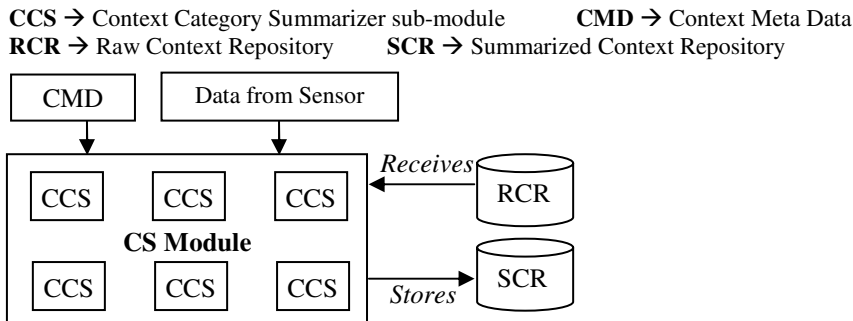 CCS → Context Category Summarizer sub-module CMD → Context Meta Data
RCR → Raw Context Repository SCR → Summarized Context Repository
CMD Data from Sensor
Receives
RCR
CCS CCS CCS
CS Module
CCS CCS CCS
SCR
Stores